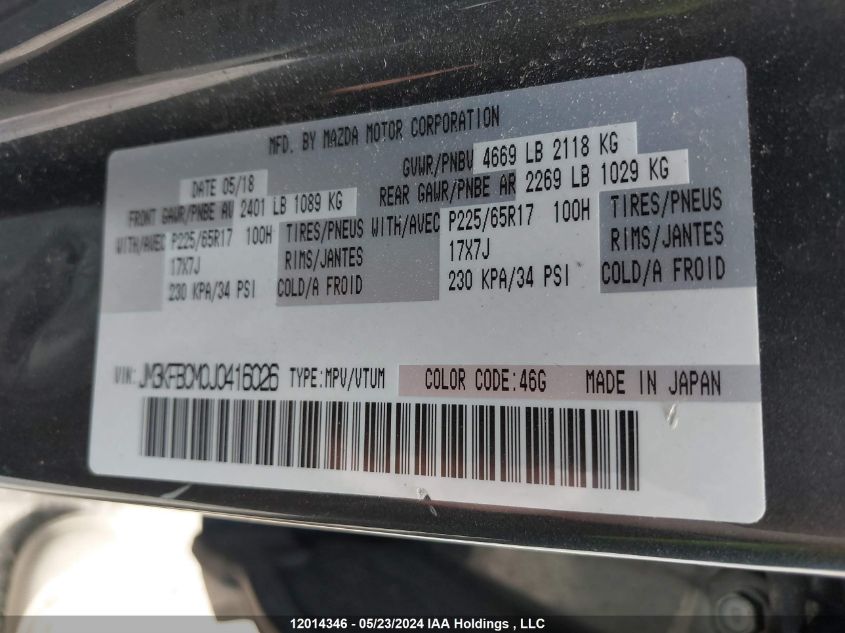 MFD. BY MAZDA MOTOR CORPORATION
DATE 05/18 GVWR/PNBV 4669 LB 2118 KG
FRONT GAWR/PNBE AV 2401 LB 1089 KG REAR GAWR/PNBE AR 2269 LB 1029 KG
WITH/AVEC P225/65R17 100H TIRES/PNEUS WITH/AVEC P225/65R17 100H TIRES/PNEUS
17X7J RIMS/JANTES 17X7J RIMS/JANTES
230 KPA/34 PSI COLD/A FROID 230 KPA/34 PSI COLD/A FROID
VIN: JM3KFBCM0J0416026 TYPE:MPV/VTUM COLOR CODE:46G MADE IN JAPAN
12014346 - 05/23/2024 IAA Holdings , LLC